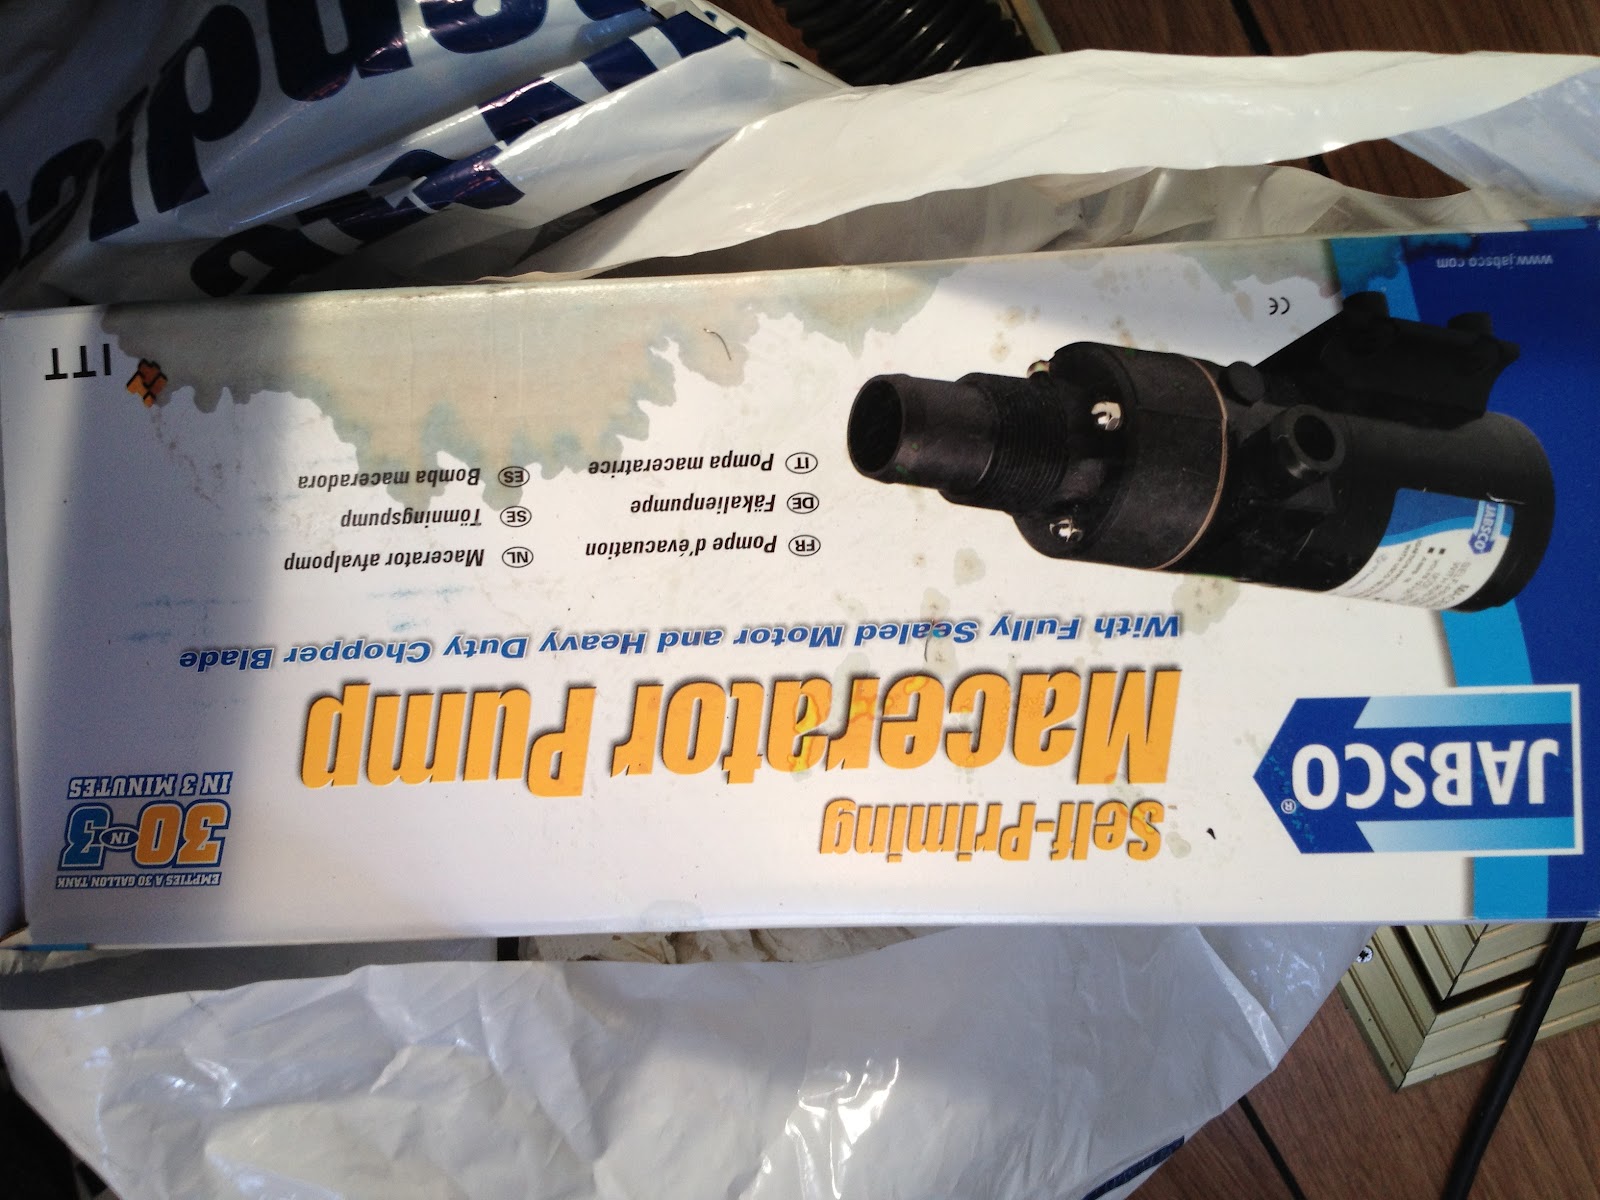 JABSCO®
Self-Priming
Macerator Pump
With Fully Sealed Motor and Heavy Duty Chopper Blade
EMPTIES A 30 GALLON TANK
30 IN 3
IN 3 MINUTES
FR Pompe d'évacuation
DE Fäkalienpumpe
IT Pompa maceratrice
NL Macerator afvalpomp
SE Tömningspump
ES Bomba maceradora
JABSCO
CE
www.jabsco.com
ITT